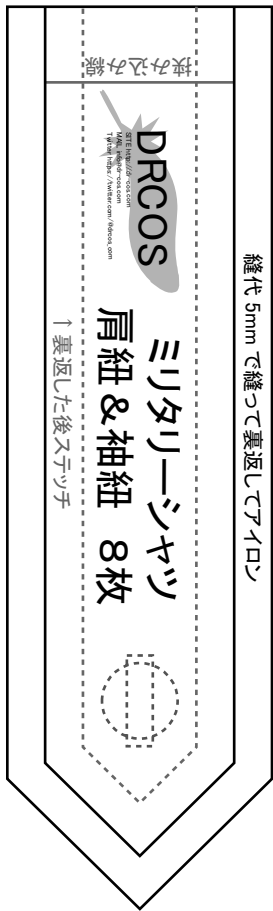 挟み込み線
DRCOS
SITE http://dr-cos.com
MAIL info@dr-cos.com
Twitter https://twitter.com/@drcos_com
ミリタリーシャツ
肩紐&袖紐 8枚
縫代 5mm で縫って裏返してアイロン
↑裏返した後ステッチ